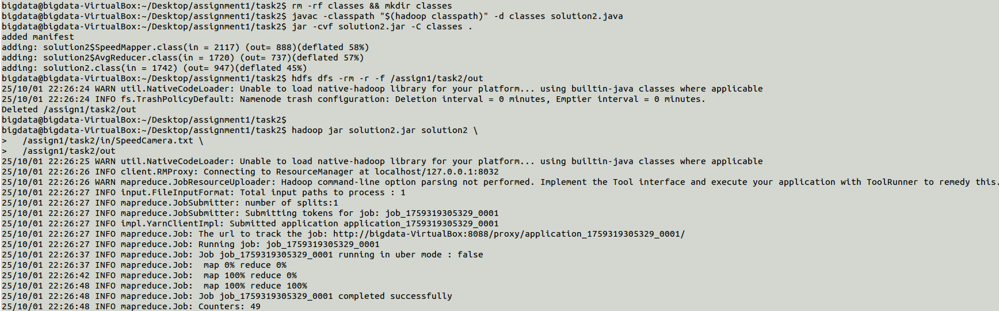 bigdata@bigdata-VirtualBox:~/Desktop/assignment1/task2$ rm -rf classes && mkdir classes
bigdata@bigdata-VirtualBox:~/Desktop/assignment1/task2$ javac -classpath "$(hadoop classpath)" -d classes solution2.java
bigdata@bigdata-VirtualBox:~/Desktop/assignment1/task2$ jar -cvf solution2.jar -C classes .
added manifest
adding: solution2$SpeedMapper.class(in = 2117) (out= 888)(deflated 58%)
adding: solution2$AvgReducer.class(in = 1720) (out= 737)(deflated 57%)
adding: solution2.class(in = 1742) (out= 947)(deflated 45%)
bigdata@bigdata-VirtualBox:~/Desktop/assignment1/task2$ hdfs dfs -rm -r -f /assign1/task2/out
25/10/01 22:26:24 WARN util.NativeCodeLoader: Unable to load native-hadoop library for your platform... using builtin-java classes where applicable
25/10/01 22:26:24 INFO fs.TrashPolicyDefault: Namenode trash configuration: Deletion interval = 0 minutes, Emptier interval = 0 minutes.
Deleted /assign1/task2/out
bigdata@bigdata-VirtualBox:~/Desktop/assignment1/task2$
bigdata@bigdata-VirtualBox:~/Desktop/assignment1/task2$ hadoop jar solution2.jar solution2 \
>   /assign1/task2/in/SpeedCamera.txt \
>   /assign1/task2/out
25/10/01 22:26:25 WARN util.NativeCodeLoader: Unable to load native-hadoop library for your platform... using builtin-java classes where applicable
25/10/01 22:26:26 INFO client.RMProxy: Connecting to ResourceManager at localhost/127.0.0.1:8032
25/10/01 22:26:26 WARN mapreduce.JobResourceUploader: Hadoop command-line option parsing not performed. Implement the Tool interface and execute your application with ToolRunner to remedy this.
25/10/01 22:26:27 INFO input.FileInputFormat: Total input paths to process : 1
25/10/01 22:26:27 INFO mapreduce.JobSubmitter: number of splits:1
25/10/01 22:26:27 INFO mapreduce.JobSubmitter: Submitting tokens for job: job_1759319305329_0001
25/10/01 22:26:27 INFO impl.YarnClientImpl: Submitted application application_1759319305329_0001
25/10/01 22:26:27 INFO mapreduce.Job: The url to track the job: http://bigdata-VirtualBox:8088/proxy/application_1759319305329_0001/
25/10/01 22:26:27 INFO mapreduce.Job: Running job: job_1759319305329_0001
25/10/01 22:26:37 INFO mapreduce.Job: Job job_1759319305329_0001 running in uber mode : false
25/10/01 22:26:37 INFO mapreduce.Job:  map 0% reduce 0%
25/10/01 22:26:42 INFO mapreduce.Job:  map 100% reduce 0%
25/10/01 22:26:48 INFO mapreduce.Job:  map 100% reduce 100%
25/10/01 22:26:48 INFO mapreduce.Job: Job job_1759319305329_0001 completed successfully
25/10/01 22:26:48 INFO mapreduce.Job: Counters: 49